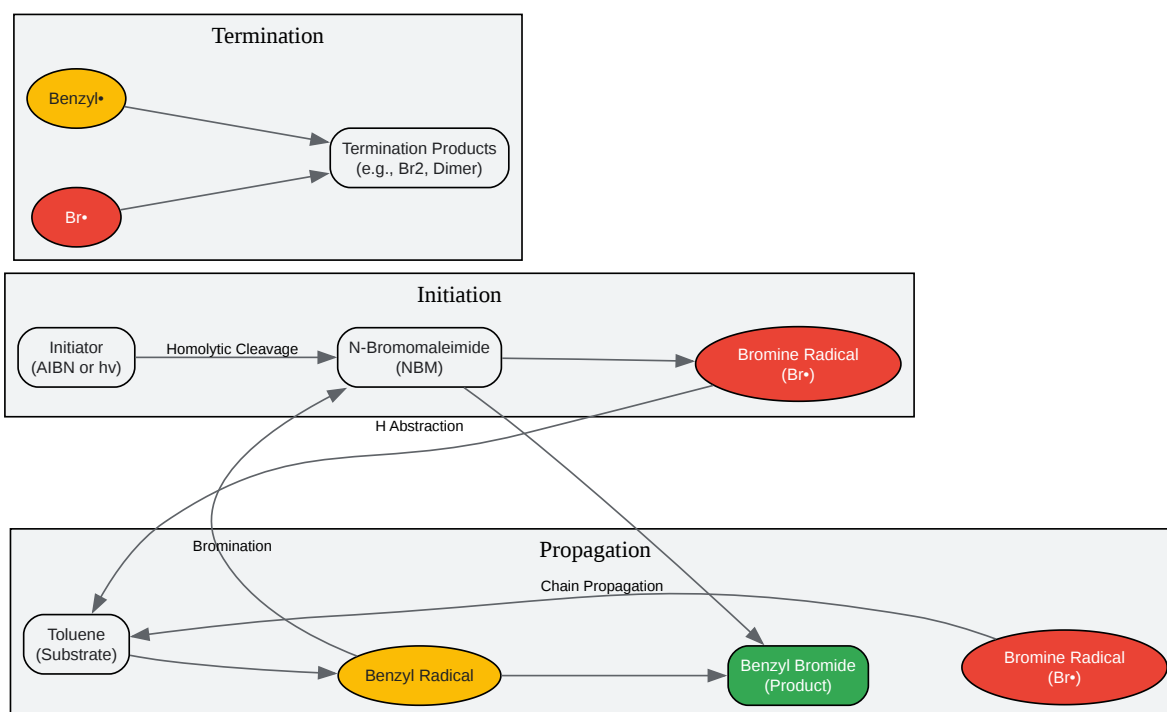 Termination
Benzyl•
Termination Products
(e.g., Br2, Dimer)
Br•
Initiation
Initiator
(AIBN or hv)
Homolytic Cleavage
N-Bromomaleimide
(NBM)
Bromine Radical
(Br•)
H Abstraction
Bromination
Propagation
Chain Propagation
Toluene
(Substrate)
Benzyl Radical
Benzyl Bromide
(Product)
Bromine Radical
(Br•)